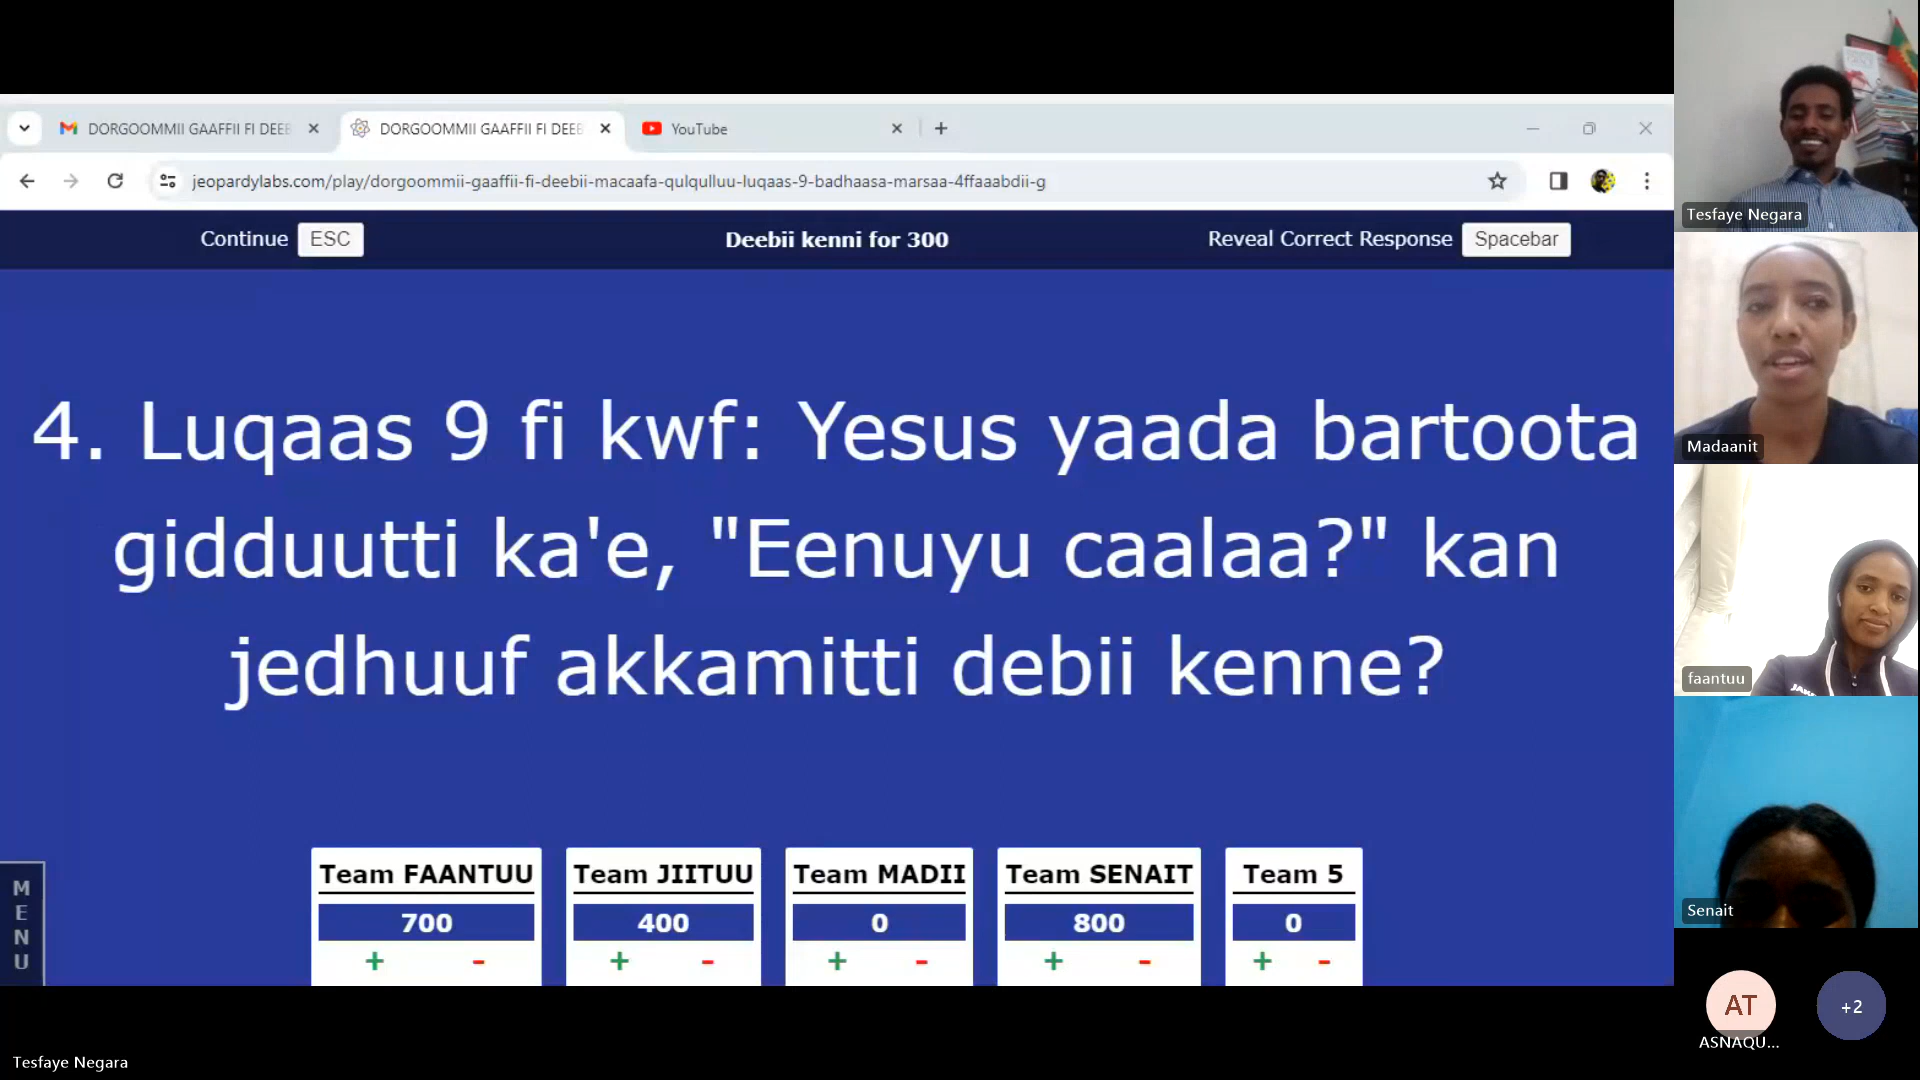 DORGOOMMII GAAFFII FI DEEB
DORGOOMMII GAAFFII FI DEEB
YouTube
jeopardylabs.com/play/dorgoommii-gaaffii-fi-deebii-macaafa-qulqulluu-luqaas-9-badhaasa-marsaa-4ffaaabdii-g
Continue ESC
Deebii kenni for 300
Reveal Correct Response Spacebar
4. Luqaas 9 fi kwf: Yesus yaada bartoota
gidduutti ka'e, "Eenuyu caalaa?" kan
jedhuuf akkamitti debii kenne?
MENU
Team FAANTUU
700
+ -
Team JIITUU
400
+ -
Team MADII
0
+ -
Team SENAIT
800
+ -
Team 5
0
+ -
Tesfaye Negara
Tesfaye Negara
Madaanit
faantuu
Senait
AT
ASNAQU...
+2